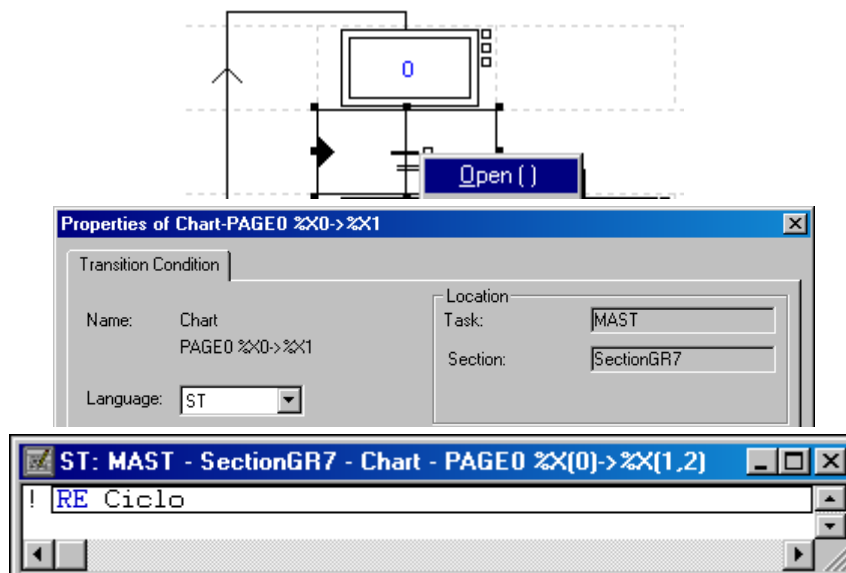 0
Open ( )
Properties of Chart-PAGE0 %X0->%X1
Transition Condition
Name: Chart
PAGE0 %X0->%X1
Language: ST
Location
Task: MAST
Section: SectionGR7
ST: MAST - SectionGR7 - Chart - PAGE0 %X(0)->%X(1,2)
! RE Ciclo